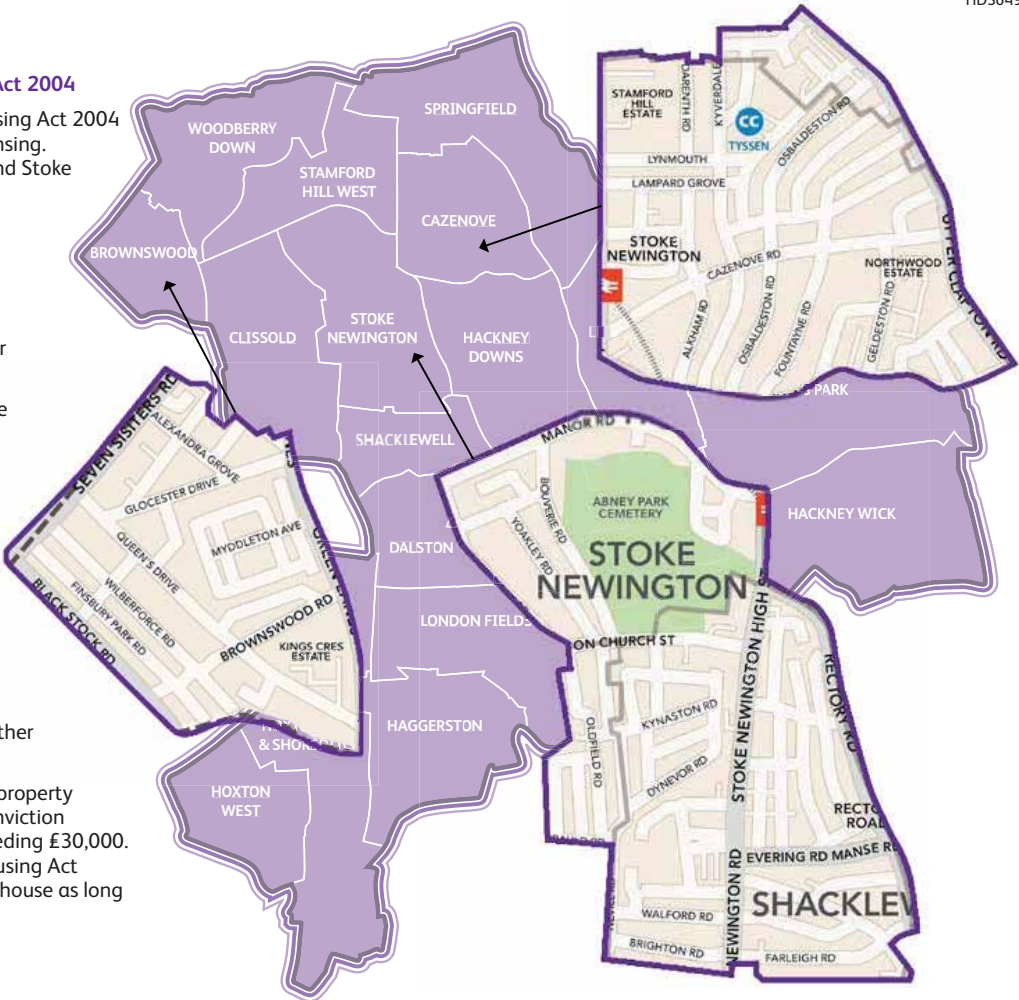 Act 2004
sing Act 2004
nsing.
nd Stoke
r
e
ther
property
nviction
eding £30,000.
using Act
house as long
WOODBERRY
DOWN
SPRINGFIELD
STAMFORD
HILL WEST
CAZENOVE
BROWNSWOOD
CLISSOLD
STOKE
NEWINGTON
HACKNEY
DOWNS
SHACKLEWELL
DALSTON
LONDON FIELDS
HACKNEY WICK
HAGGERSTON
& SHORED
HOXTON
WEST
PARK
STAMFORD
HILL
ESTATE
DARENTH RD
KYVERDALE
CC
TYSSEN
OSBALDESTON RD
LYNMOUTH
LAMPARD GROVE
STOKE
NEWINGTON
CAZENOVE RD
NORTHWOOD
ESTATE
UPPER CLAPTON RD
ALKHAM RD
OSBALDESTON RD
FOUNTAYNE RD
GELDESTON RD
SEVEN SISITERS RD
ALEXANDRA GROVE
GLOCESTER DRIVE
MYDDLETON AVE
QUEEN'S DRIVE
WILBERFORCE RD
FINSBURY PARK RD
BLACK STOCK RD
BROWNSWOOD RD
KINGS CRES
ESTATE
MANOR RD
BOUVERIE RD
YOAKLEY RD
ABNEY PARK
CEMETERY
STOKE
NEWINGTON
ON CHURCH ST
STOKE NEWINGTON HIGH S
RECTORY RD
OLDFIELD RD
KYNASTON RD
DYNEVOR RD
RECTO
ROAD
EVERING RD MANSE RD
SHACKLEW
WALFORD RD
BRIGHTON RD
NEWINGTON RD
FARLEIGH RD